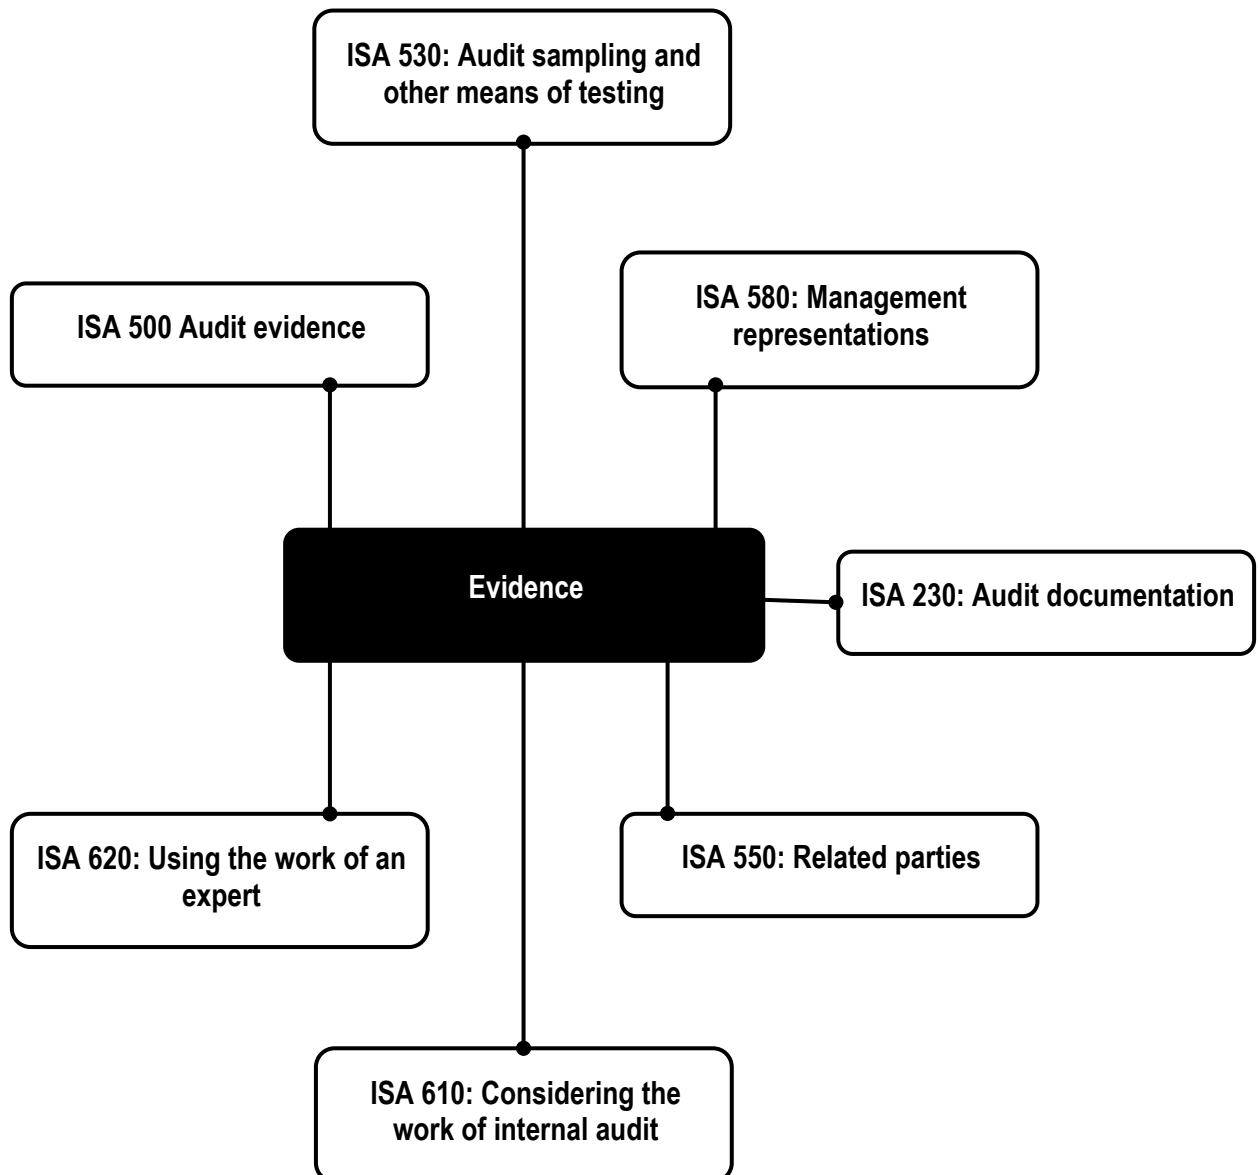 ISA 530: Audit sampling and
other means of testing
ISA 580: Management
representations
ISA 500 Audit evidence
Evidence
ISA 230: Audit documentation
ISA 620: Using the work of an
expert
ISA 550: Related parties
ISA 610: Considering the
work of internal audit